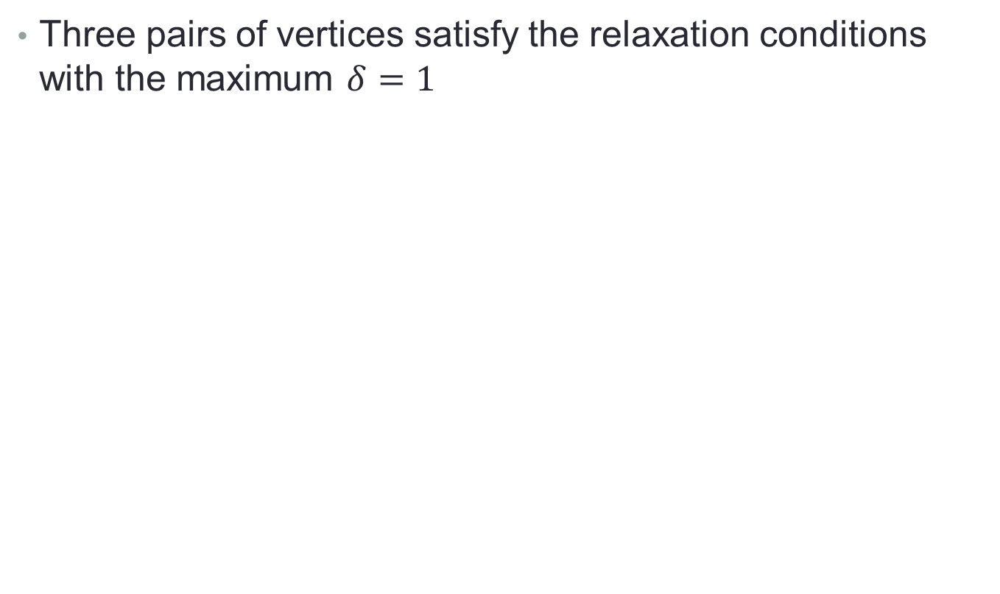 • Three pairs of vertices satisfy the relaxation conditions
with the maximum δ = 1